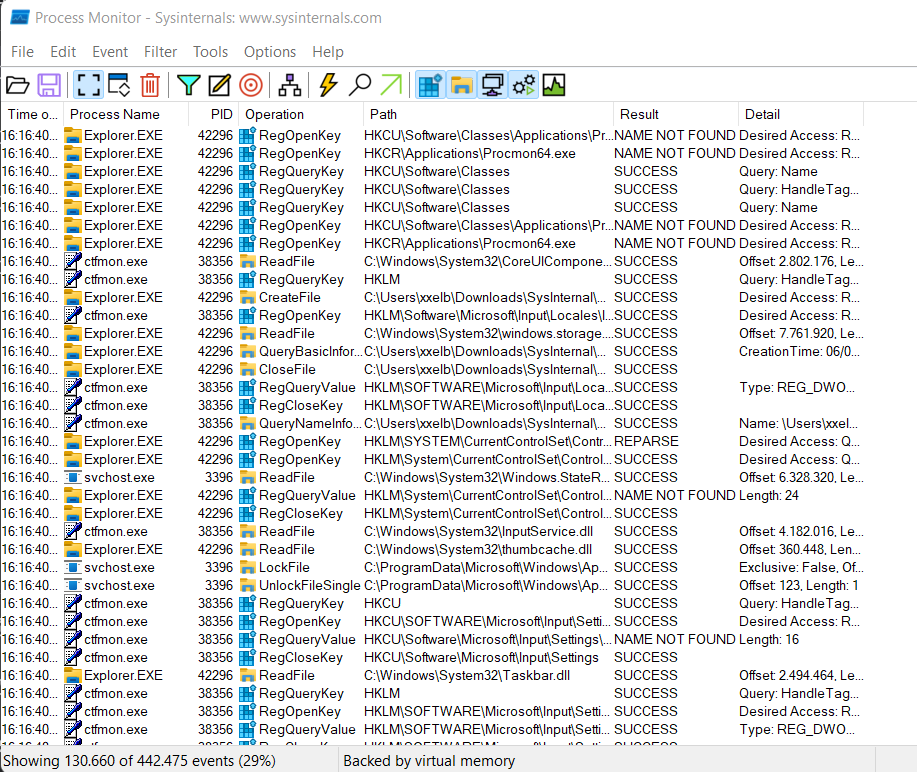 Process Monitor - Sysinternals: www.sysinternals.com
File Edit Event Filter Tools Options Help
Time o... Process Name PID Operation Path Result Detail
16:16:40... Explorer.EXE 42296 RegOpenKey HKCU\Software\Classes\Applications\Pr... NAME NOT FOUND Desired Access: R...
16:16:40... Explorer.EXE 42296 RegOpenKey HKCR\Applications\Procmon64.exe NAME NOT FOUND Desired Access: R...
16:16:40... Explorer.EXE 42296 RegQueryKey HKCU\Software\Classes SUCCESS Query: Name
16:16:40... Explorer.EXE 42296 RegQueryKey HKCU\Software\Classes SUCCESS Query: HandleTag...
16:16:40... Explorer.EXE 42296 RegQueryKey HKCU\Software\Classes SUCCESS Query: Name
16:16:40... Explorer.EXE 42296 RegOpenKey HKCU\Software\Classes\Applications\Pr... NAME NOT FOUND Desired Access: R...
16:16:40... Explorer.EXE 42296 RegOpenKey HKCR\Applications\Procmon64.exe NAME NOT FOUND Desired Access: R...
16:16:40... ctfmon.exe 38356 ReadFile C:\Windows\System32\CoreUICompone... SUCCESS Offset: 2.802.176, Le...
16:16:40... ctfmon.exe 38356 RegQueryKey HKLM SUCCESS Query: HandleTag...
16:16:40... Explorer.EXE 42296 CreateFile C:\Users\xxelb\Downloads\SysInternal\... SUCCESS Desired Access: R...
16:16:40... ctfmon.exe 38356 RegOpenKey HKLM\Software\Microsoft\Input\Locales\l... SUCCESS Desired Access: R...
16:16:40... Explorer.EXE 42296 ReadFile C:\Windows\System32\windows.storage.... SUCCESS Offset: 7.761.920, Le...
16:16:40... Explorer.EXE 42296 QueryBasicInfor... C:\Users\xxelb\Downloads\SysInternal\... SUCCESS CreationTime: 06/0...
16:16:40... Explorer.EXE 42296 CloseFile C:\Users\xxelb\Downloads\SysInternal\... SUCCESS
16:16:40... ctfmon.exe 38356 RegQueryValue HKLM\SOFTWARE\Microsoft\Input\Loca... SUCCESS Type: REG_DWO...
16:16:40... ctfmon.exe 38356 RegCloseKey HKLM\SOFTWARE\Microsoft\Input\Loca... SUCCESS
16:16:40... ctfmon.exe 38356 QueryNameInfo... C:\Users\xxelb\Downloads\SysInternal\... SUCCESS Name: \Users\xxel...
16:16:40... Explorer.EXE 42296 RegOpenKey HKLM\SYSTEM\CurrentControlSet\Contr... REPARSE Desired Access: Q...
16:16:40... Explorer.EXE 42296 RegOpenKey HKLM\System\CurrentControlSet\Control... SUCCESS Desired Access: Q...
16:16:40... svchost.exe 3396 ReadFile C:\Windows\System32\Windows.StateR... SUCCESS Offset: 6.328.320, Le...
16:16:40... Explorer.EXE 42296 RegQueryValue HKLM\System\CurrentControlSet\Control... NAME NOT FOUND Length: 24
16:16:40... Explorer.EXE 42296 RegCloseKey HKLM\System\CurrentControlSet\Control... SUCCESS
16:16:40... ctfmon.exe 38356 ReadFile C:\Windows\System32\InputService.dll SUCCESS Offset: 4.182.016, Le...
16:16:40... Explorer.EXE 42296 ReadFile C:\Windows\System32\thumbcache.dll SUCCESS Offset: 360.448, Len...
16:16:40... svchost.exe 3396 LockFile C:\ProgramData\Microsoft\Windows\Ap... SUCCESS Exclusive: False, Of...
16:16:40... svchost.exe 3396 UnlockFileSingle C:\ProgramData\Microsoft\Windows\Ap... SUCCESS Offset: 123, Length: 1
16:16:40... ctfmon.exe 38356 RegQueryKey HKCU SUCCESS Query: HandleTag...
16:16:40... ctfmon.exe 38356 RegOpenKey HKCU\SOFTWARE\Microsoft\Input\Setti... SUCCESS Desired Access: R...
16:16:40... ctfmon.exe 38356 RegQueryValue HKCU\Software\Microsoft\Input\Settings\... NAME NOT FOUND Length: 16
16:16:40... ctfmon.exe 38356 RegCloseKey HKCU\Software\Microsoft\Input\Settings SUCCESS
16:16:40... Explorer.EXE 42296 ReadFile C:\Windows\System32\Taskbar.dll SUCCESS Offset: 2.494.464, Le...
16:16:40... ctfmon.exe 38356 RegQueryKey HKLM SUCCESS Query: HandleTag...
16:16:40... ctfmon.exe 38356 RegOpenKey HKLM\SOFTWARE\Microsoft\Input\Setti... SUCCESS Desired Access: R...
16:16:40... ctfmon.exe 38356 RegQueryValue HKLM\SOFTWARE\Microsoft\Input\Setti... SUCCESS Type: REG_DWO...
Showing 130.660 of 442.475 events (29%) Backed by virtual memory